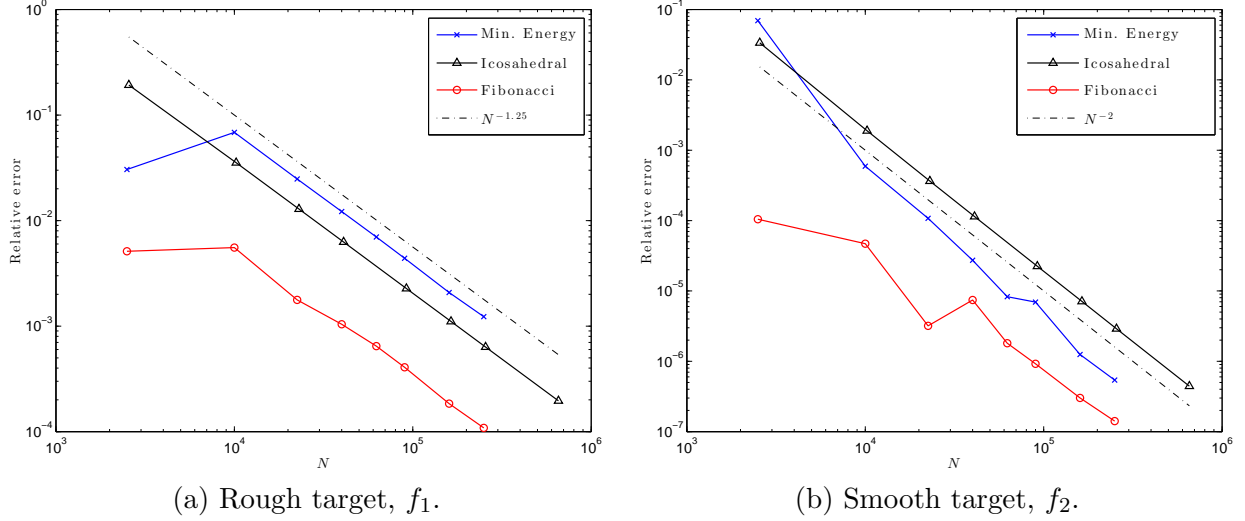 10^0
10^-1
10^-2
10^-3
10^-4
10^3
10^4
10^5
10^6
Relative error
N
Min. Energy
Icosahedral
Fibonacci
N^-1.25
(a) Rough target, f_1.
10^-1
10^-2
10^-3
10^-4
10^-5
10^-6
10^-7
10^3
10^4
10^5
10^6
Relative error
N
Min. Energy
Icosahedral
Fibonacci
N^-2
(b) Smooth target, f_2.